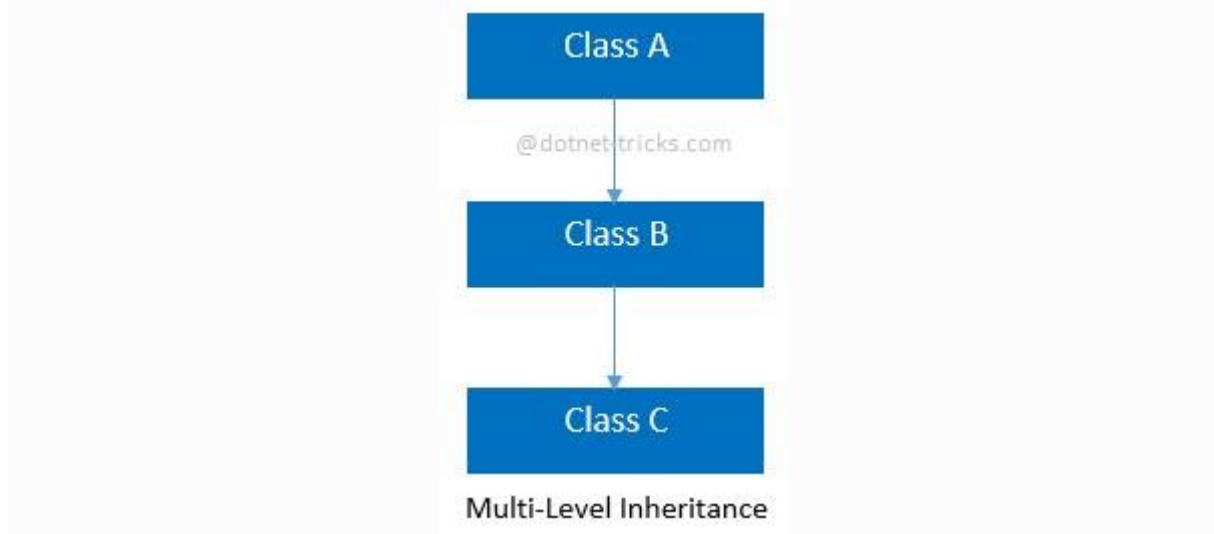 Class A
@dotnet-tricks.com
Class B
Class C
Multi-Level Inheritance